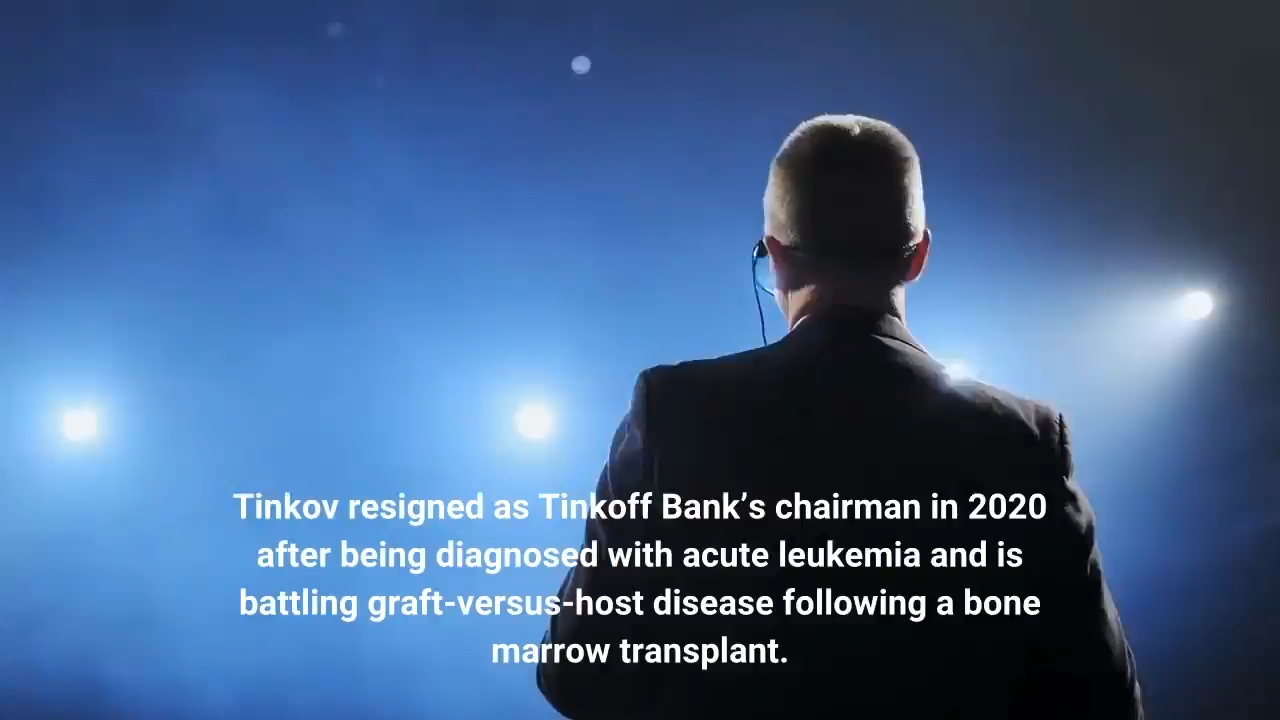 Tinkov resigned as Tinkoff Bank’s chairman in 2020
after being diagnosed with acute leukemia and is
battling graft-versus-host disease following a bone
marrow transplant.